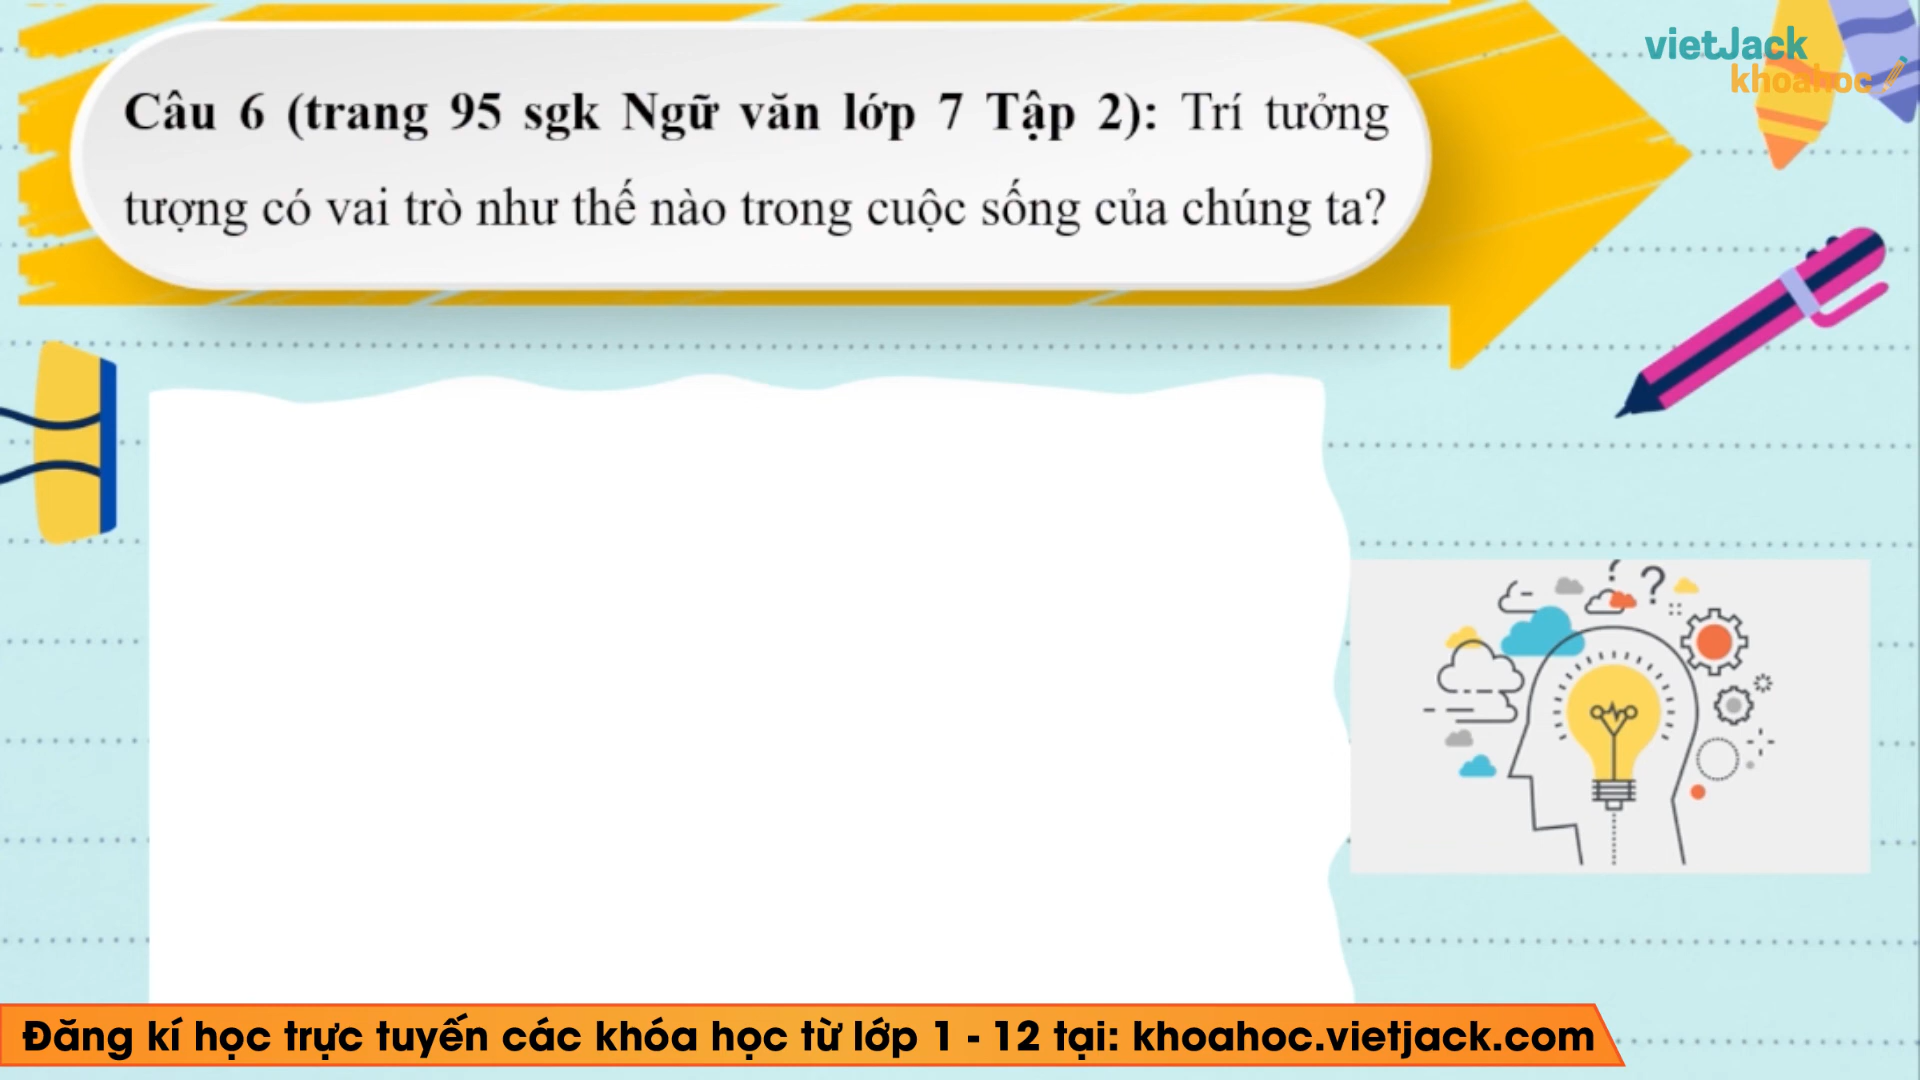 vietJack
khoahoc
Câu 6 (trang 95 sgk Ngữ văn lớp 7 Tập 2): Trí tưởng
tượng có vai trò như thế nào trong cuộc sống của chúng ta?
?
?
Đăng kí học trực tuyến các khóa học từ lớp 1 - 12 tại: khoahoc.vietjack.com